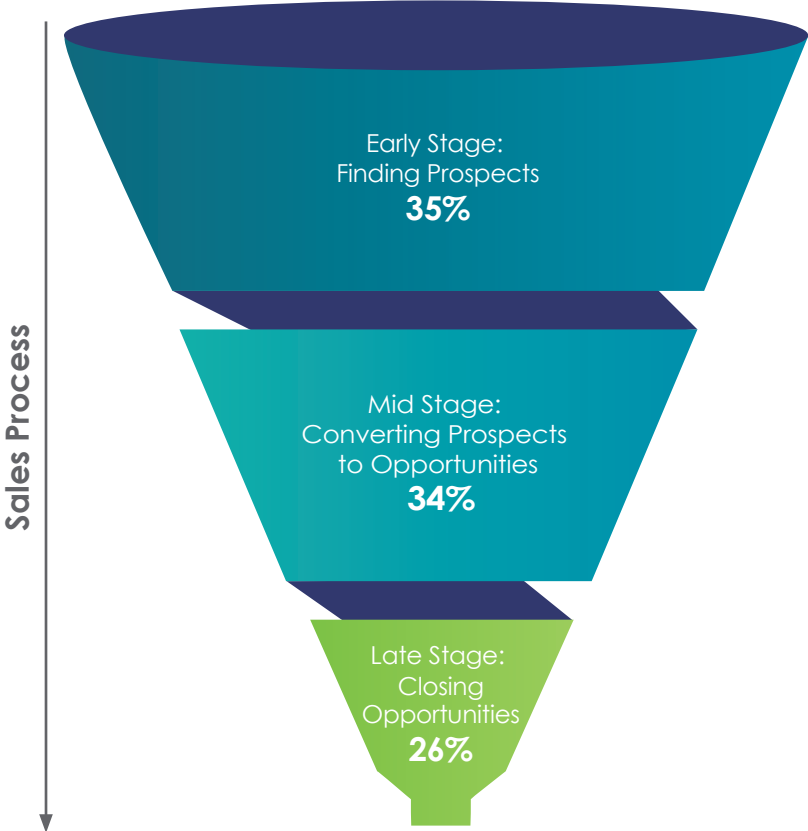 Sales Process
Early Stage:
Finding Prospects
35%
Mid Stage:
Converting Prospects
to Opportunities
34%
Late Stage:
Closing
Opportunities
26%